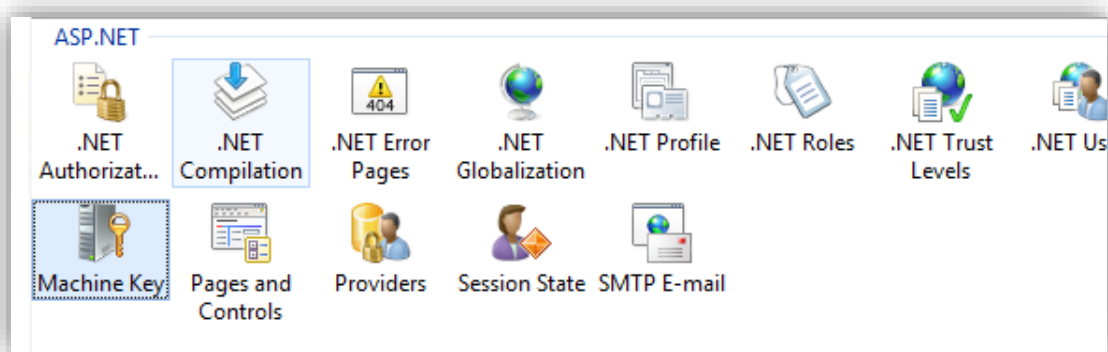 ASP.NET
.NET Authorizat...
.NET Compilation
404
.NET Error Pages
.NET Globalization
.NET Profile
.NET Roles
.NET Trust Levels
.NET Us
Machine Key
Pages and Controls
Providers
Session State
SMTP E-mail